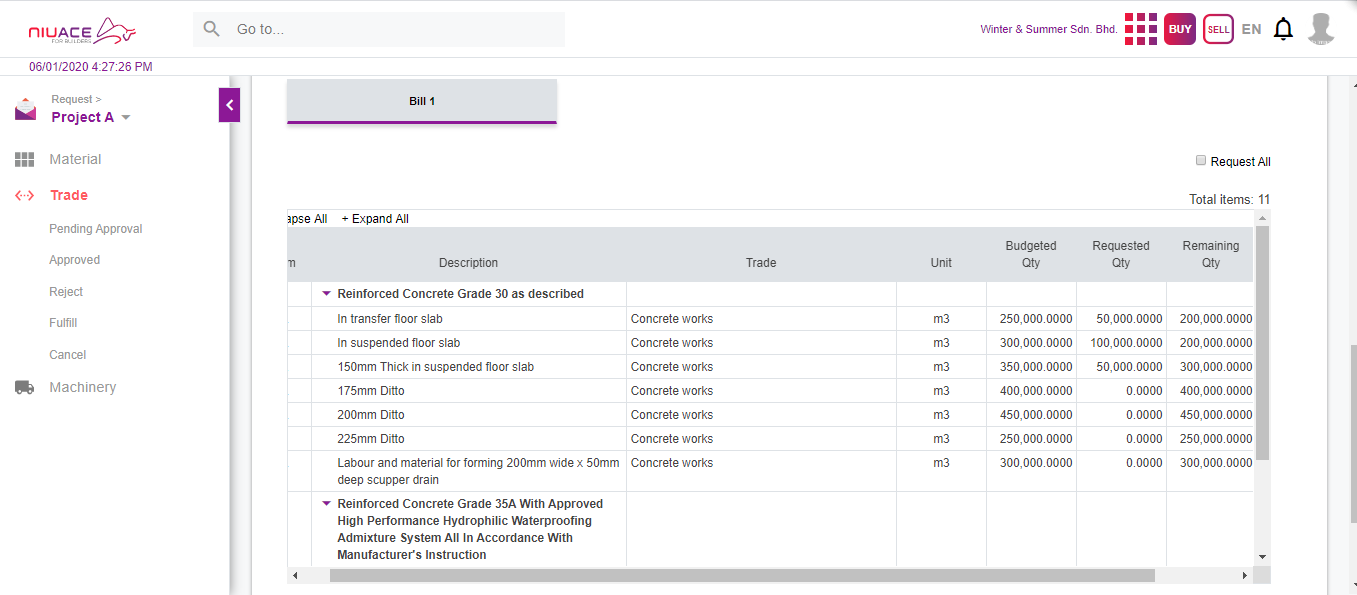 NIUACE
FOR BUILDERS
Go to...
Winter & Summer Sdn. Bhd.
BUY
SELL
EN
06/01/2020 4:27:26 PM
Request >
Project A
Material
Trade
Pending Approval
Approved
Reject
Fulfill
Cancel
Machinery
Bill 1
Request All
Total items: 11
apse All + Expand All
m Description Trade Unit Budgeted Qty Requested Qty Remaining Qty
Reinforced Concrete Grade 30 as described
In transfer floor slab Concrete works m3 250,000.0000 50,000.0000 200,000.0000
In suspended floor slab Concrete works m3 300,000.0000 100,000.0000 200,000.0000
150mm Thick in suspended floor slab Concrete works m3 350,000.0000 50,000.0000 300,000.0000
175mm Ditto Concrete works m3 400,000.0000 0.0000 400,000.0000
200mm Ditto Concrete works m3 450,000.0000 0.0000 450,000.0000
225mm Ditto Concrete works m3 250,000.0000 0.0000 250,000.0000
Labour and material for forming 200mm wide x 50mm Concrete works m3 300,000.0000 0.0000 300,000.0000
deep scupper drain
Reinforced Concrete Grade 35A With Approved
High Performance Hydrophilic Waterproofing
Admixture System All In Accordance With
Manufacturer's Instruction